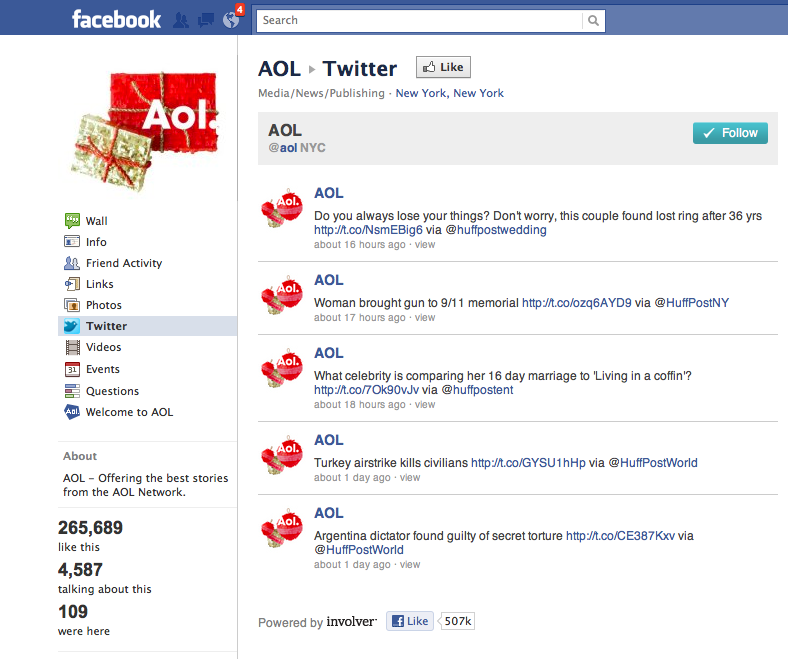 facebook
4
Search
Aol.
Wall
Info
Friend Activity
Links
Photos
Twitter
Videos
31 Events
Questions
Aol. Welcome to AOL
About
AOL – Offering the best stories
from the AOL Network.
265,689
like this
4,587
talking about this
109
were here
AOL ▸ Twitter
Like
Media/News/Publishing · New York, New York
AOL
@aol NYC
Follow
Aol.
AOL
Do you always lose your things? Don't worry, this couple found lost ring after 36 yrs
http://t.co/NsmEBig6 via @huffpostwedding
about 16 hours ago · view
Aol.
AOL
Woman brought gun to 9/11 memorial http://t.co/ozq6AYD9 via @HuffPostNY
about 17 hours ago · view
Aol.
AOL
What celebrity is comparing her 16 day marriage to 'Living in a coffin'?
http://t.co/7Ok90vJv via @huffpostent
about 18 hours ago · view
Aol.
AOL
Turkey airstrike kills civilians http://t.co/GYSU1hHp via @HuffPostWorld
about 1 day ago · view
Aol.
AOL
Argentina dictator found guilty of secret torture http://t.co/CE387Kxv via
@HuffPostWorld
about 1 day ago · view
Powered by involver
Like 507k